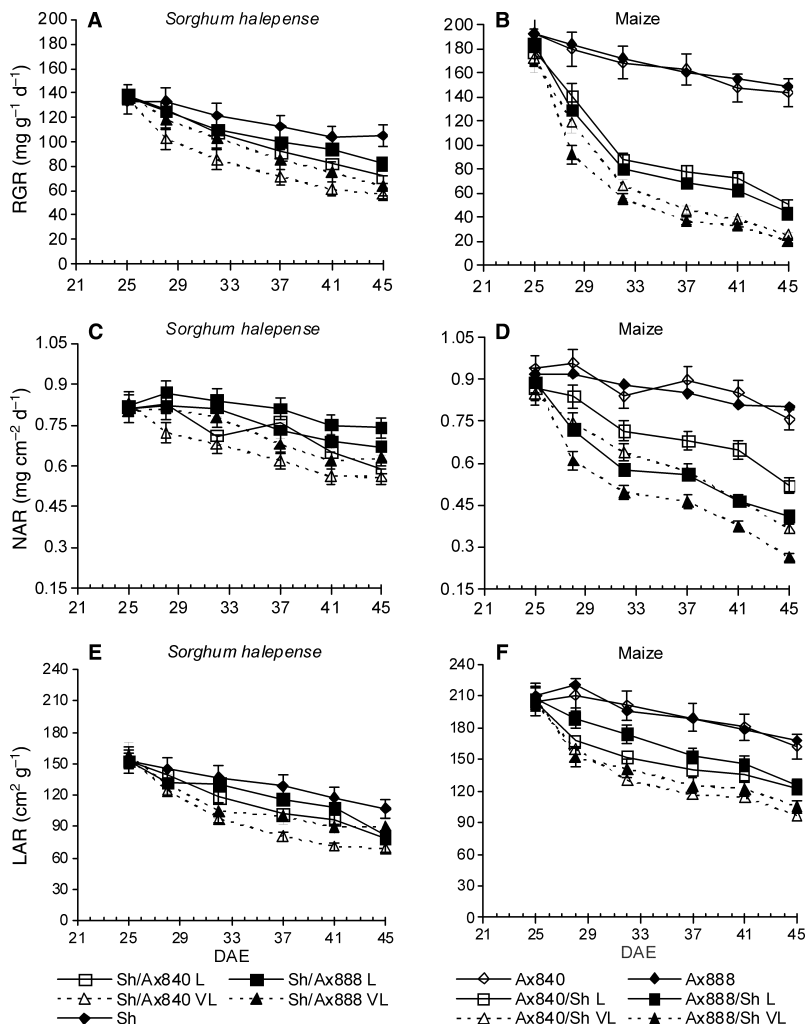 A Sorghum halepense
200
180
160
140
120
100
80
60
40
20
0
RGR (mg g⁻¹ d⁻¹)
21 25 29 33 37 41 45
B Maize
200
180
160
140
120
100
80
60
40
20
0
21 25 29 33 37 41 45
C Sorghum halepense
1.05
0.9
0.75
0.6
0.45
0.3
0.15
NAR (mg cm⁻² d⁻¹)
21 25 29 33 37 41 45
D Maize
1.05
0.9
0.75
0.6
0.45
0.3
0.15
21 25 29 33 37 41 45
E Sorghum halepense
240
210
180
150
120
90
60
30
0
LAR (cm² g⁻¹)
21 25 29 33 37 41 45
DAE
F Maize
240
210
180
150
120
90
60
30
0
21 25 29 33 37 41 45
DAE
Sh/Ax840 L Sh/Ax888 L
Sh/Ax840 VL Sh/Ax888 VL
Sh
Ax840 Ax888
Ax840/Sh L Ax888/Sh L
Ax840/Sh VL Ax888/Sh VL